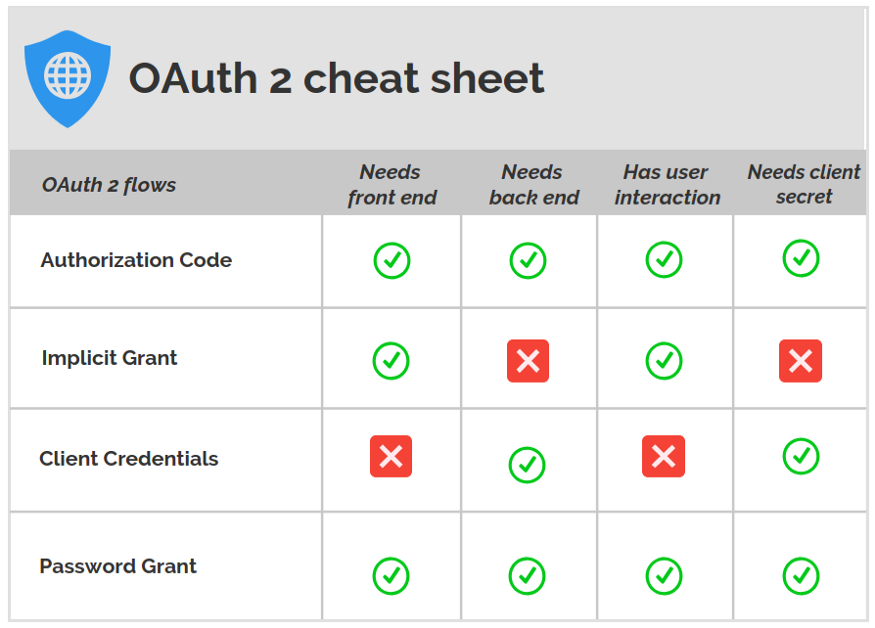 OAuth 2 cheat sheet
OAuth 2 flows
Needs
front end
Needs
back end
Has user
interaction
Needs client
secret
Authorization Code
Implicit Grant
Client Credentials
Password Grant